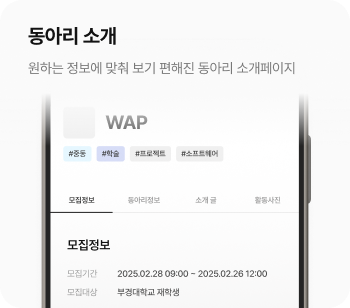 동아리 소개
원하는 정보에 맞춰 보기 편해진 동아리 소개페이지
WAP
#중동 #학술 #프로젝트 #소프트웨어
모집정보 동아리정보 소개 글 활동사진
모집정보
모집기간 2025.02.28 09:00 ~ 2025.02.26 12:00
모집대상 부경대학교 재학생